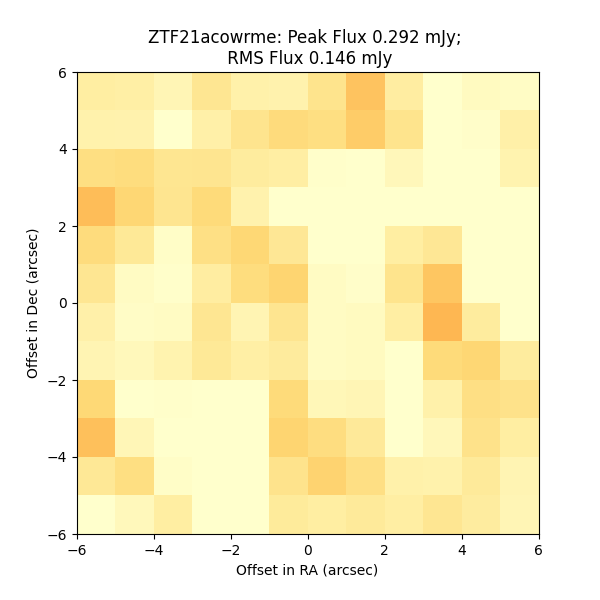 ZTF21acowrme: Peak Flux 0.292 mJy;
RMS Flux 0.146 mJy
6
4
2
0
−2
−4
−6
Offset in Dec (arcsec)
−6 −4 −2 0 2 4 6
Offset in RA (arcsec)